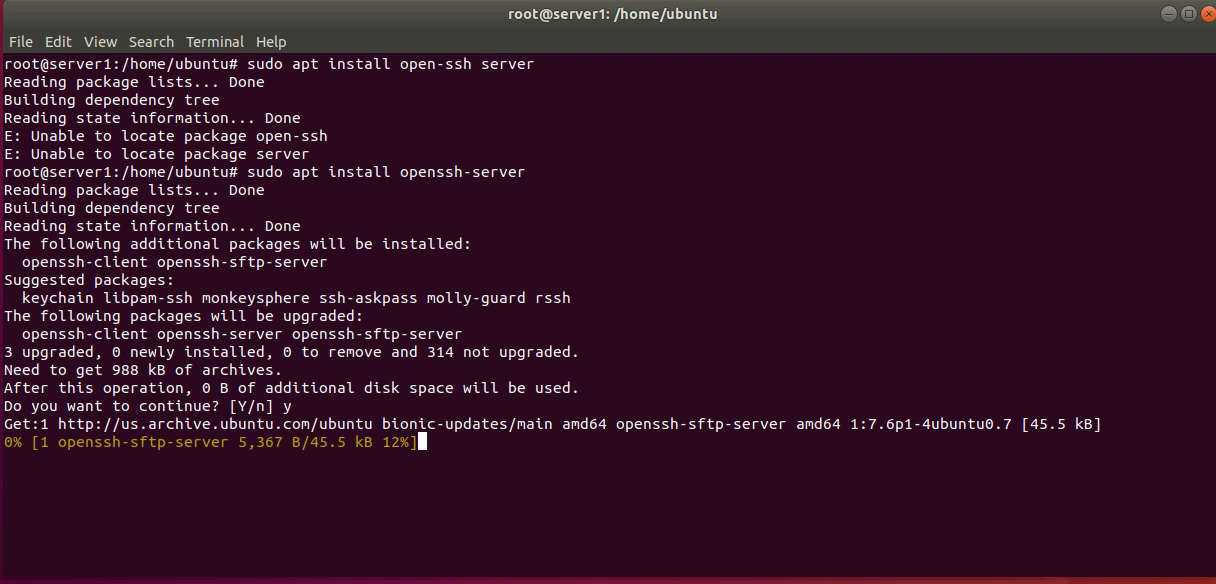 root@server1: /home/ubuntu
File Edit View Search Terminal Help
root@server1:/home/ubuntu# sudo apt install open-ssh server
Reading package lists... Done
Building dependency tree
Reading state information... Done
E: Unable to locate package open-ssh
E: Unable to locate package server
root@server1:/home/ubuntu# sudo apt install openssh-server
Reading package lists... Done
Building dependency tree
Reading state information... Done
The following additional packages will be installed:
  openssh-client openssh-sftp-server
Suggested packages:
  keychain libpam-ssh monkeysphere ssh-askpass molly-guard rssh
The following packages will be upgraded:
  openssh-client openssh-server openssh-sftp-server
3 upgraded, 0 newly installed, 0 to remove and 314 not upgraded.
Need to get 988 kB of archives.
After this operation, 0 B of additional disk space will be used.
Do you want to continue? [Y/n] y
Get:1 http://us.archive.ubuntu.com/ubuntu bionic-updates/main amd64 openssh-sftp-server amd64 1:7.6p1-4ubuntu0.7 [45.5 kB]
0% [1 openssh-sftp-server 5,367 B/45.5 kB 12%]